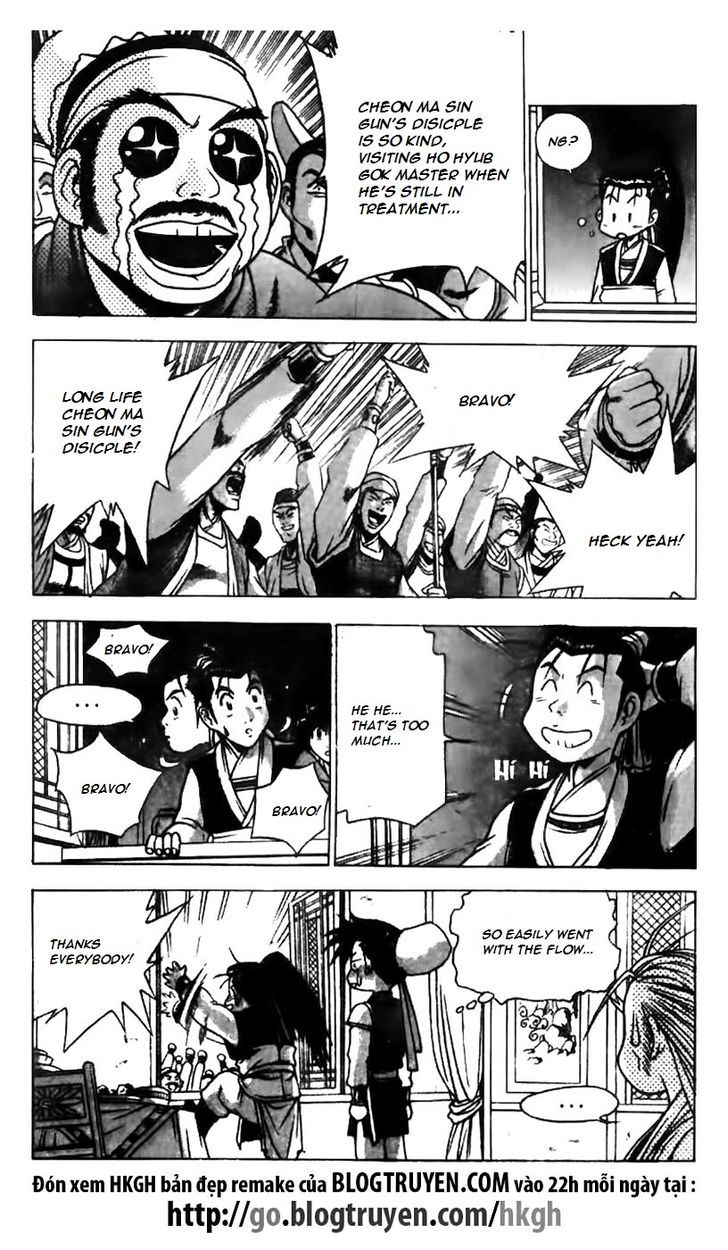 CHEON MA SIN
GUN'S DISICPLE
IS SO KIND,
VISITING HO HYUB
GOK MASTER WHEN
HE'S STILL IN
TREATMENT...
NG?
LONG LIFE
CHEON MA
SIN GUN'S
DISICPLE!
BRAVO!
HECK YEAH!
BRAVO!
...
BRAVO!
BRAVO!
HE HE...
THAT'S TOO
MUCH...
Hí Hí
THANKS
EVERYBODY!
SO EASILY WENT
WITH THE FLOW...
...
Đón xem HKGH bản đẹp remake của BLOGTRUYEN.COM vào 22h mỗi ngày tại :
http://go.blogtruyen.com/hkgh